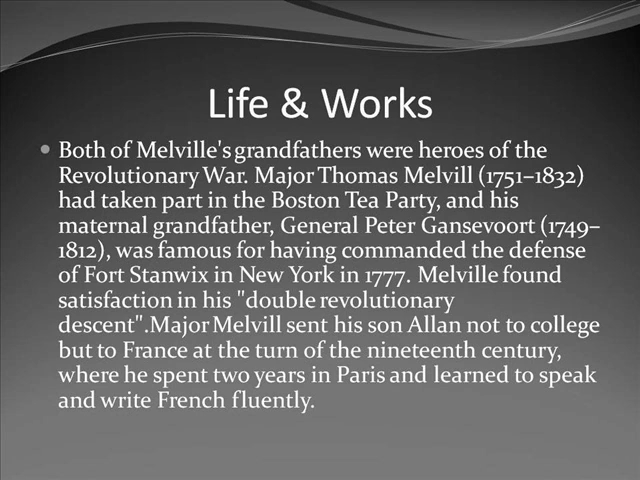 Life & Works
• Both of Melville's grandfathers were heroes of the
Revolutionary War. Major Thomas Melvill (1751–1832)
had taken part in the Boston Tea Party, and his
maternal grandfather, General Peter Gansevoort (1749–
1812), was famous for having commanded the defense
of Fort Stanwix in New York in 1777. Melville found
satisfaction in his "double revolutionary
descent".Major Melvill sent his son Allan not to college
but to France at the turn of the nineteenth century,
where he spent two years in Paris and learned to speak
and write French fluently.